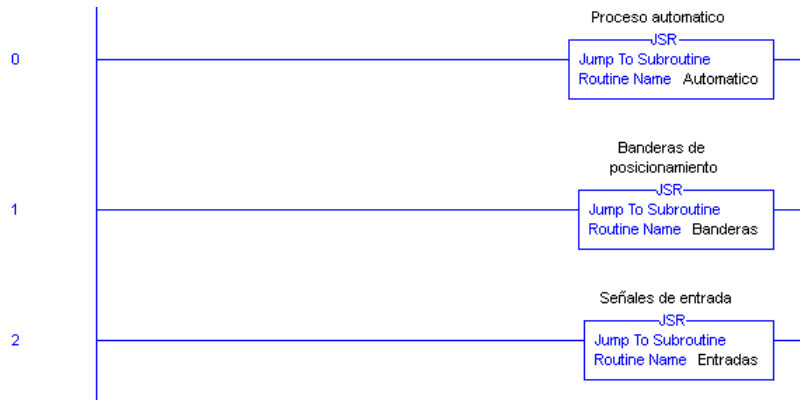 Proceso automatico
JSR
0
Jump To Subroutine
Routine Name Automatico
Banderas de
posicionamiento
JSR
1
Jump To Subroutine
Routine Name Banderas
Señales de entrada
JSR
2
Jump To Subroutine
Routine Name Entradas